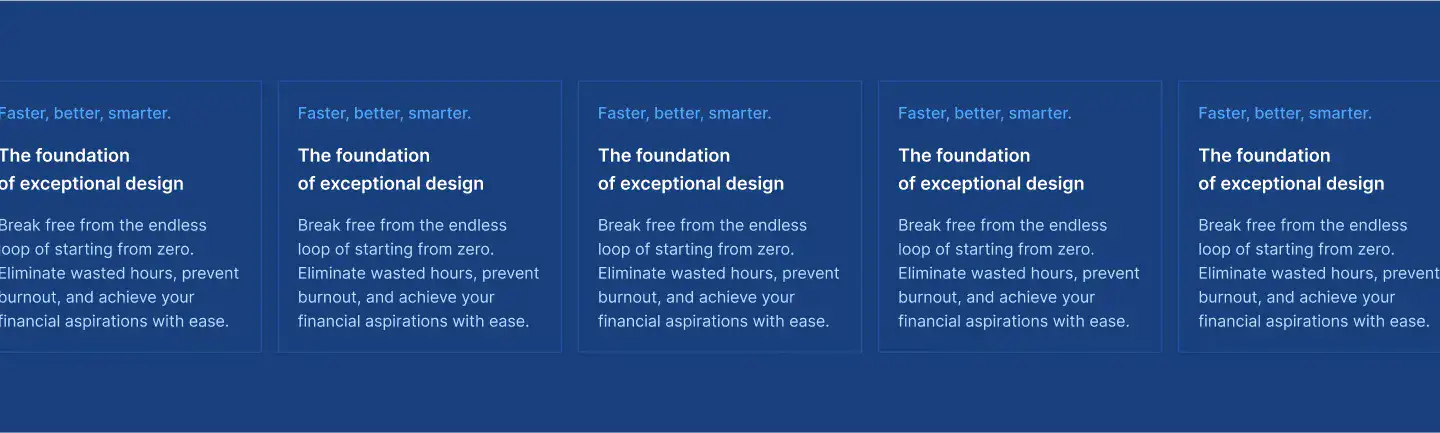 Faster, better, smarter.
The foundation
of exceptional design
Break free from the endless
loop of starting from zero.
Eliminate wasted hours, prevent
burnout, and achieve your
financial aspirations with ease.
Faster, better, smarter.
The foundation
of exceptional design
Break free from the endless
loop of starting from zero.
Eliminate wasted hours, prevent
burnout, and achieve your
financial aspirations with ease.
Faster, better, smarter.
The foundation
of exceptional design
Break free from the endless
loop of starting from zero.
Eliminate wasted hours, prevent
burnout, and achieve your
financial aspirations with ease.
Faster, better, smarter.
The foundation
of exceptional design
Break free from the endless
loop of starting from zero.
Eliminate wasted hours, prevent
burnout, and achieve your
financial aspirations with ease.
Faster, better, smarter.
The foundation
of exceptional design
Break free from the endless
loop of starting from zero.
Eliminate wasted hours, prevent
burnout, and achieve your
financial aspirations with ease.